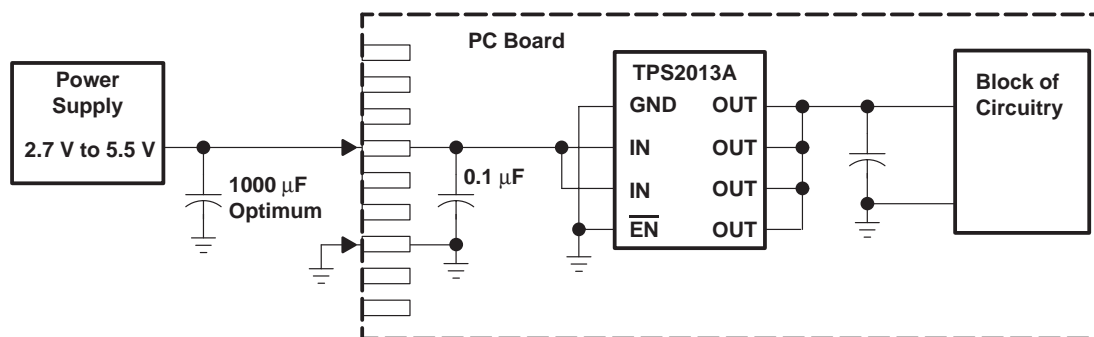 PC Board
Power
Supply
2.7 V to 5.5 V
1000 μF
Optimum
0.1 μF
TPS2013A
GND OUT
IN OUT
IN OUT
EN OUT
Block of
Circuitry